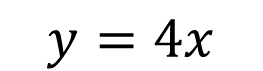 y = 4x